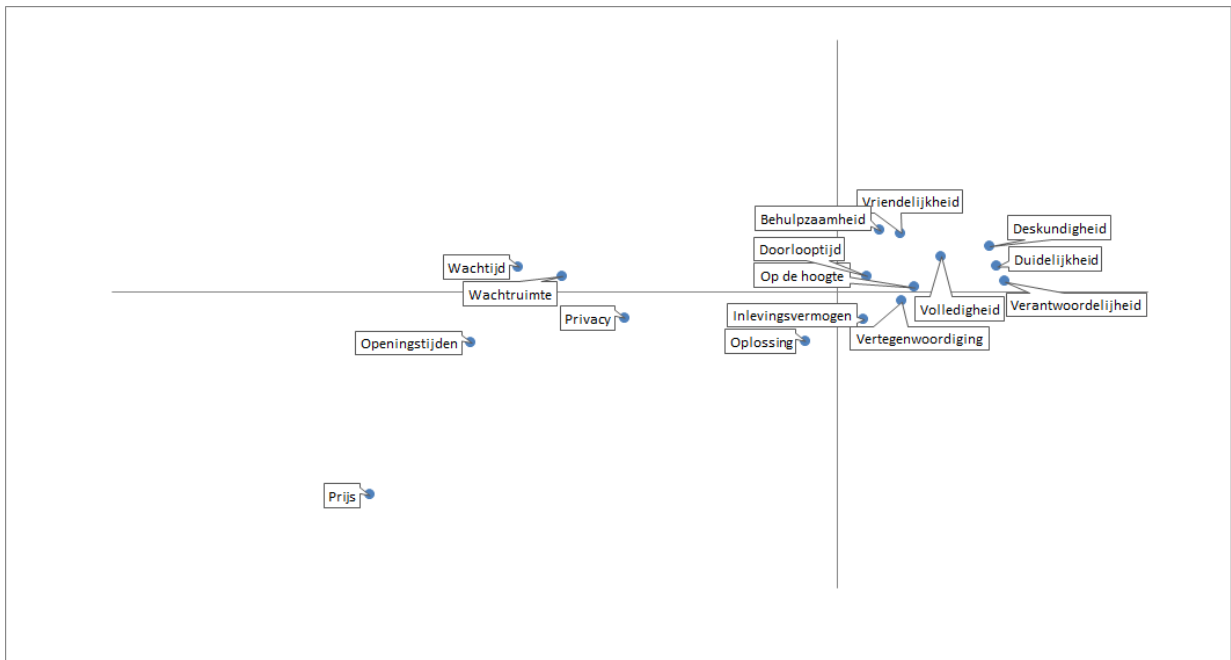 Vriendelijkheid
Behulpzaamheid
Deskundigheid
Doorlooptijd
Duidelijkheid
Wachtijd
Op de hoogte
Wachtruimte
Verantwoordelijheid
Volledigheid
Privacy
Inlevingsvermogen
Vertegenwoordiging
Openingstijden
Oplossing
Prijs